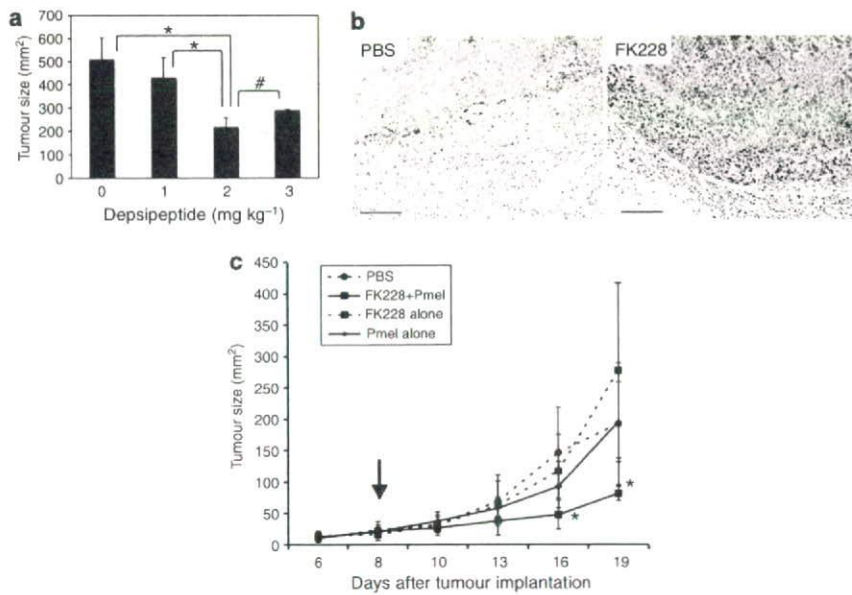 a
700
600
500
400
300
200
100
0
Tumour size (mm²)
*
*
#
0 1 2 3
Depsipeptide (mg kg⁻¹)
b
PBS
FK228
c
450
400
350
300
250
200
150
100
50
0
Tumour size (mm²)
PBS
FK228+Pmel
FK228 alone
Pmel alone
*
*
6 8 10 13 16 19
Days after tumour implantation